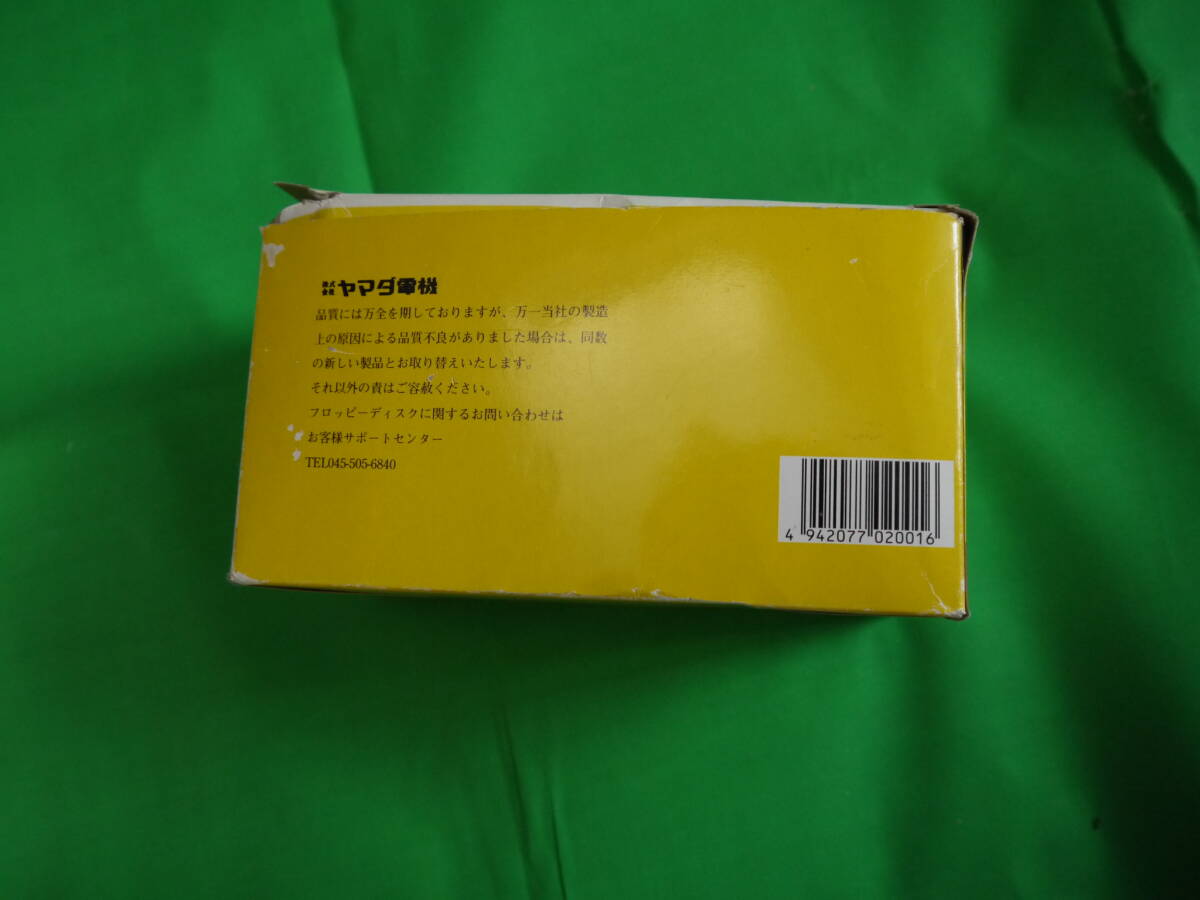 株式会社 ヤマダ電機
品質には万全を期しておりますが、万一当社の製造
上の原因による品質不良がありました場合は、同数
の新しい製品とお取り替えいたします。
それ以外の責はご容赦ください。
フロッピーディスクに関するお問い合わせは
お客様サポートセンター
TEL045-505-6840
4 942077 020016